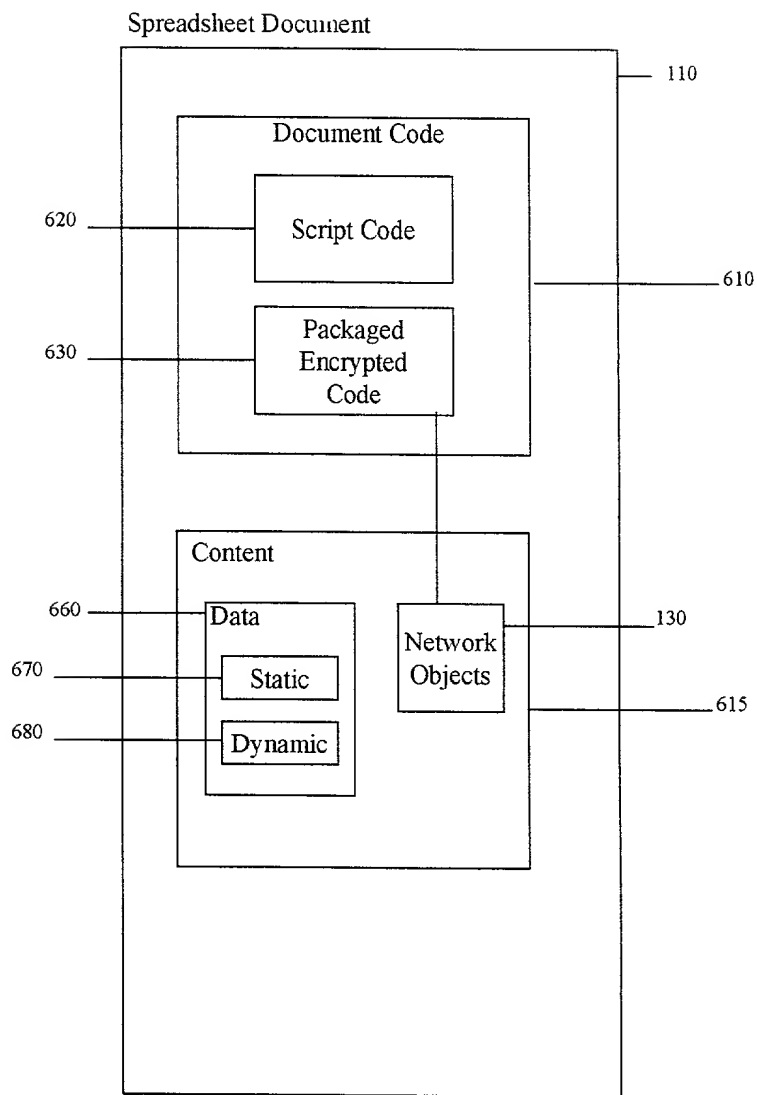 Spreadsheet Document
110
Document Code
620
Script Code
610
630
Packaged
Encrypted
Code
Content
660
Data
130
Network
Objects
670
Static
615
680
Dynamic